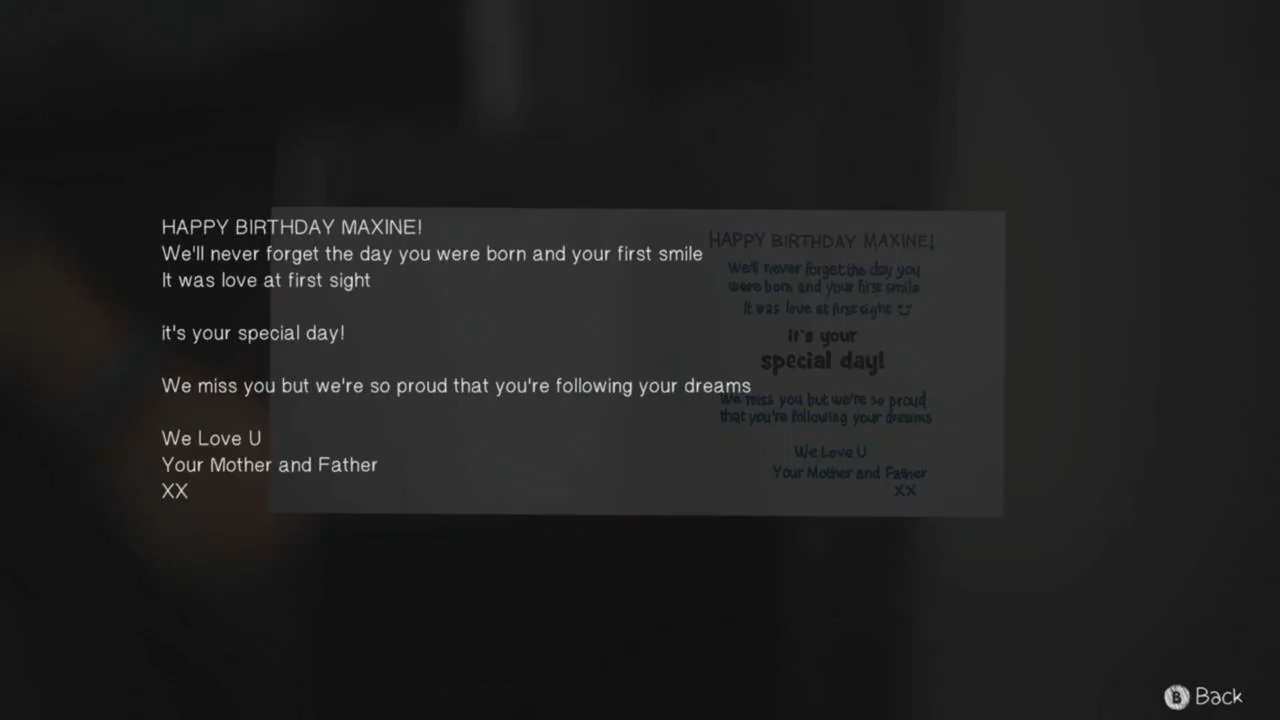 HAPPY BIRTHDAY MAXINE!
We'll never forget the day you were born and your first smile
It was love at first sight
it's your special day!
We miss you but we're so proud that you're following your dreams
We Love U
Your Mother and Father
XX
HAPPY BIRTHDAY MAXINE!
We'll never forget the day you
were born and your first smile
It was love at first sight
it's your
special day!
We miss you but we're so proud
that you're following your dreams
We Love U
Your Mother and Father
XX
B Back